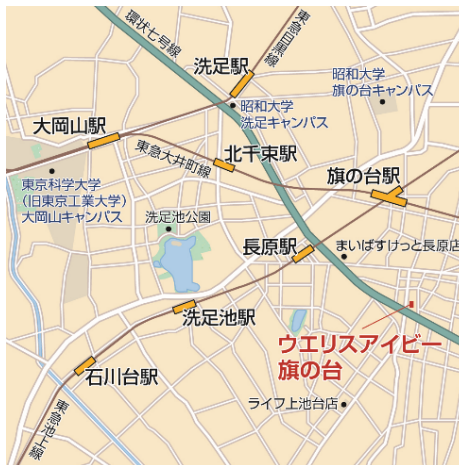 環状七号線
東急目黒線
洗足駅
昭和大学
旗の台キャンパス
昭和大学
洗足キャンパス
大岡山駅
東急大井町線
北千束駅
旗の台駅
東京科学大学
(旧東京工業大学)
大岡山キャンパス
洗足池公園
長原駅
まいばすけっと長原店
洗足池駅
ウエリスアイビー
旗の台
石川台駅
ライフ上池台店
東急池上線